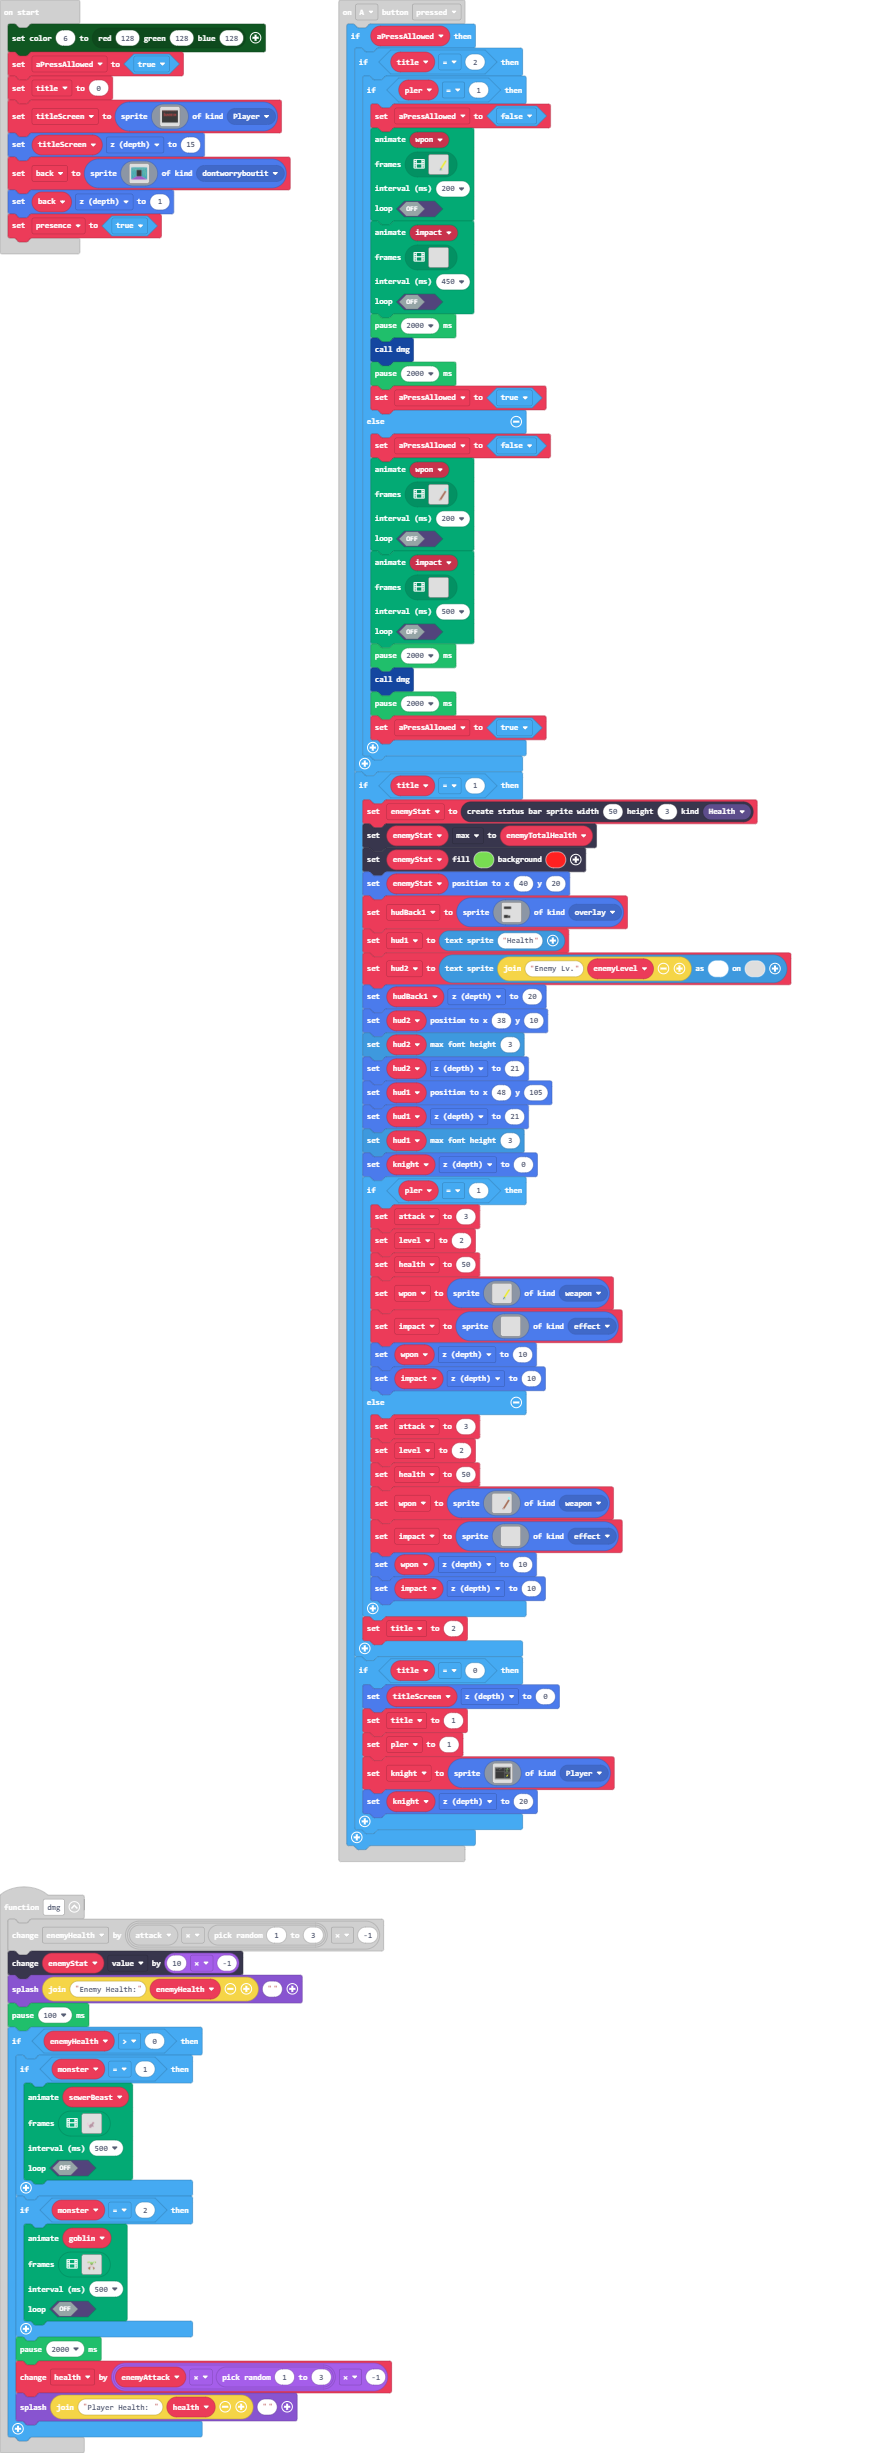 on start
set color 6 to red 128 green 128 blue 128
set aPressAllowed to true
set title to 0
set titleScreen to sprite of kind Player
set titleScreen z (depth) to 15
set back to sprite of kind dontworryboutit
set back z (depth) to 1
set presence to true
on A button pressed
if aPressAllowed then
if title = 2 then
if pler = 1 then
set aPressAllowed to false
animate wpon
frames
interval (ms) 200
loop OFF
animate impact
frames
interval (ms) 450
loop OFF
pause 2000 ms
call dmg
pause 2000 ms
set aPressAllowed to true
else
set aPressAllowed to false
animate wpon
frames
interval (ms) 200
loop OFF
animate impact
frames
interval (ms) 500
loop OFF
pause 2000 ms
call dmg
pause 2000 ms
set aPressAllowed to true
if title = 1 then
set enemyStat to create status bar sprite width 50 height 3 kind Health
set enemyStat max to enemyTotalHealth
set enemyStat fill background
set enemyStat position to x 40 y 20
set hudBack1 to sprite of kind overlay
set hud1 to text sprite "Health"
set hud2 to text sprite join "Enemy Lv." enemyLevel as on
set hudBack1 z (depth) to 20
set hud2 position to x 38 y 10
set hud2 max font height 3
set hud2 z (depth) to 21
set hud1 position to x 48 y 105
set hud1 z (depth) to 21
set hud1 max font height 3
set knight z (depth) to 0
if pler = 1 then
set attack to 3
set level to 2
set health to 50
set wpon to sprite of kind weapon
set impact to sprite of kind effect
set wpon z (depth) to 10
set impact z (depth) to 10
else
set attack to 3
set level to 2
set health to 50
set wpon to sprite of kind weapon
set impact to sprite of kind effect
set wpon z (depth) to 10
set impact z (depth) to 10
set title to 2
if title = 0 then
set titleScreen z (depth) to 0
set title to 1
set pler to 1
set knight to sprite of kind Player
set knight z (depth) to 20
function dmg
change enemyHealth by attack × pick random 1 to 3 × -1
change enemyStat value by 10 × -1
splash join "Enemy Health:" enemyHealth " "
pause 100 ms
if enemyHealth > 0 then
if monster = 1 then
animate sewerBeast
frames
interval (ms) 500
loop OFF
if monster = 2 then
animate goblin
frames
interval (ms) 500
loop OFF
pause 2000 ms
change health by enemyAttack × pick random 1 to 3 × -1
splash join "Player Health: " health " "